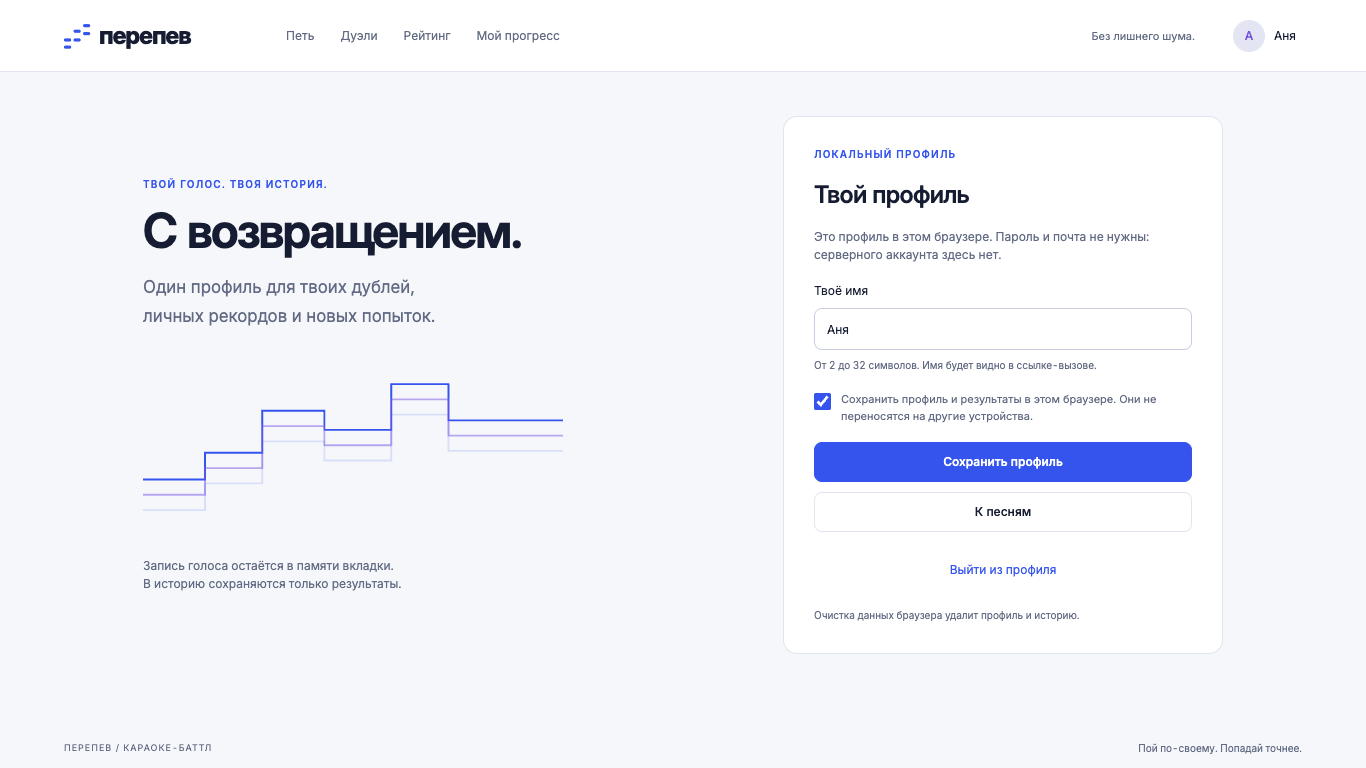 перепев
Петь
Дуэли
Рейтинг
Мой прогресс
Без лишнего шума.
А
Аня
ТВОЙ ГОЛОС. ТВОЯ ИСТОРИЯ.
С возвращением.
Один профиль для твоих дублей,
личных рекордов и новых попыток.
Запись голоса остаётся в памяти вкладки.
В историю сохраняются только результаты.
ЛОКАЛЬНЫЙ ПРОФИЛЬ
Твой профиль
Это профиль в этом браузере. Пароль и почта не нужны:
серверного аккаунта здесь нет.
Твоё имя
Аня
От 2 до 32 символов. Имя будет видно в ссылке-вызове.
Сохранить профиль и результаты в этом браузере. Они не
переносятся на другие устройства.
Сохранить профиль
К песням
Выйти из профиля
Очистка данных браузера удалит профиль и историю.
ПЕРЕПЕВ / КАРАОКЕ-БАТТЛ
Пой по-своему. Попадай точнее.